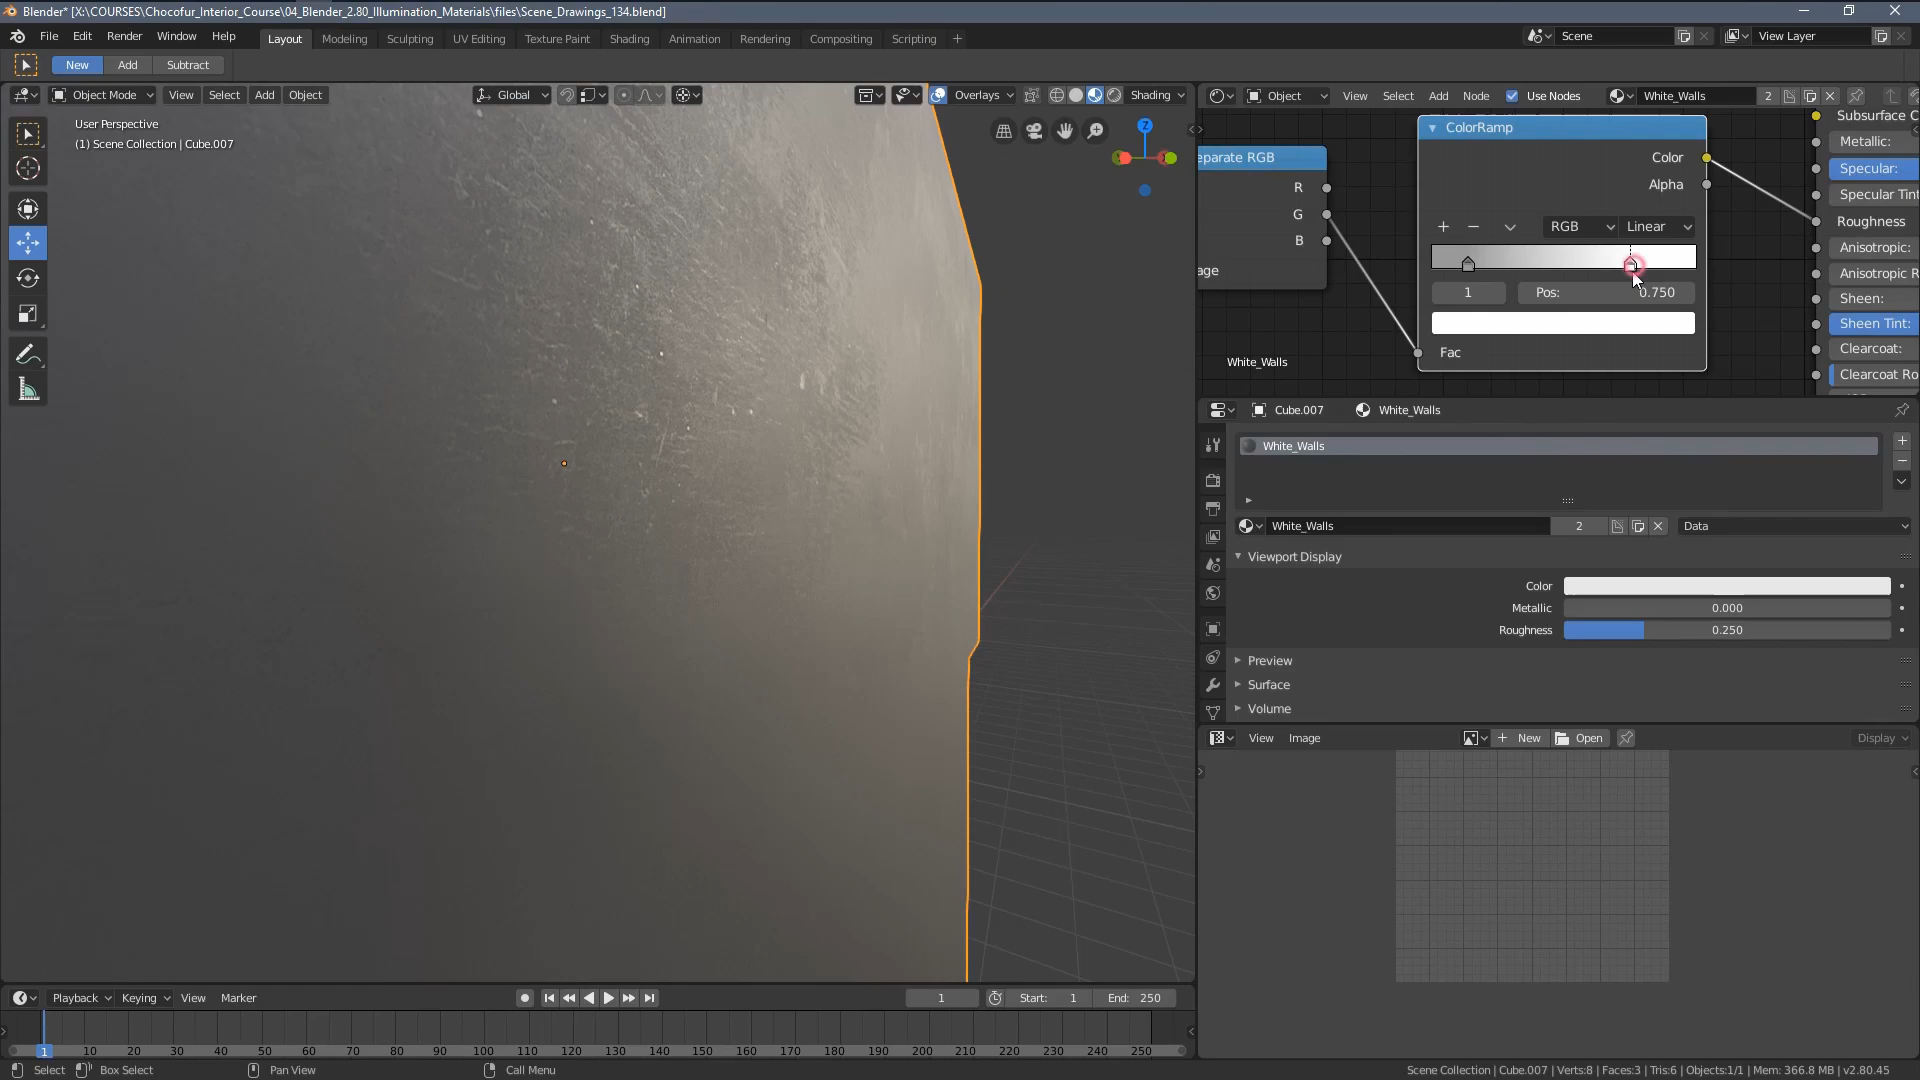 Blender* [X:\COURSES\Chocofur_Interior_Course\04_Blender_2.80_Illumination_Materials\files\Scene_Drawings_134.blend]
File Edit Render Window Help Layout Modeling Sculpting UV Editing Texture Paint Shading Animation Rendering Compositing Scripting + Scene View Layer
New Add Subtract
Object Mode View Select Add Object Global Overlays Shading
Object View Select Add Node Use Nodes White_Walls 2
User Perspective
(1) Scene Collection | Cube.007
Z
eparate RGB
R
G
B
age
White_Walls
ColorRamp
Color
Alpha
RGB Linear
1 Pos: 0.750
Fac
Subsurface C
Metallic:
Specular:
Specular Tint
Roughness
Anisotropic:
Anisotropic R
Sheen:
Sheen Tint:
Clearcoat:
Clearcoat Ro
Cube.007 White_Walls
White_Walls
White_Walls 2 Data
Viewport Display
Color
Metallic 0.000
Roughness 0.250
Preview
Surface
Volume
View Image New Open Display
Playback Keying View Marker 1 Start: 1 End: 250
1 10 20 30 40 50 60 70 80 90 100 110 120 130 140 150 160 170 180 190 200 210 220 230 240 250
Select Box Select Pan View Call Menu Scene Collection | Cube.007 | Verts:8 | Faces:3 | Tris:6 | Objects:1/1 | Mem: 366.8 MB | v2.80.45